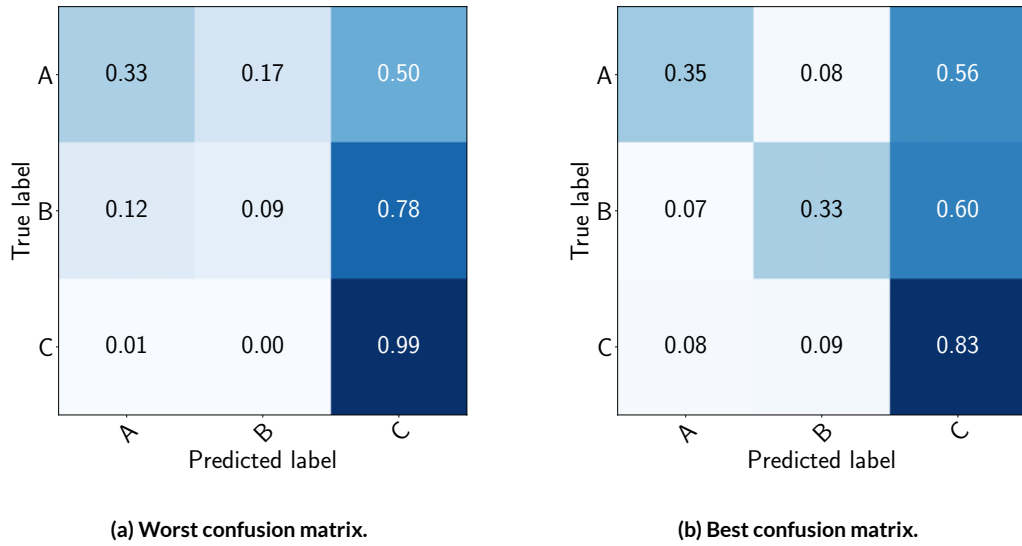 A 0.33 0.17 0.50
B 0.12 0.09 0.78
C 0.01 0.00 0.99
True label
A B C
Predicted label
(a) Worst confusion matrix.
A 0.35 0.08 0.56
B 0.07 0.33 0.60
C 0.08 0.09 0.83
True label
A B C
Predicted label
(b) Best confusion matrix.